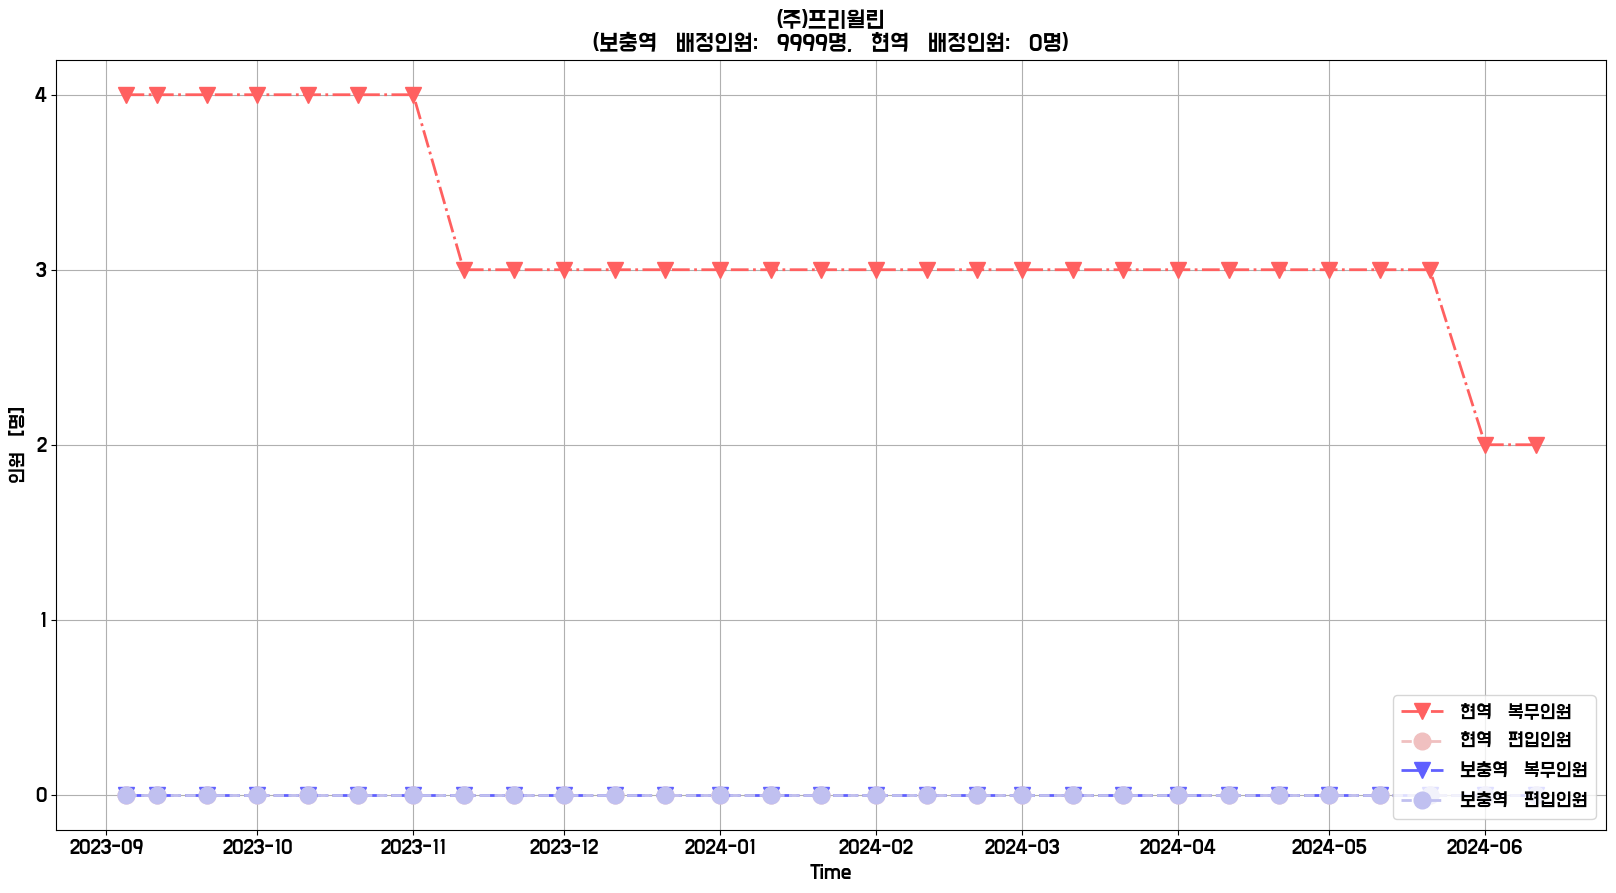 (주)프리윌린
(보충역 배정인원: 9999명, 현역 배정인원: 0명)
인원 [명]
4
3
2
1
0
현역 복무인원
현역 편입인원
보충역 복무인원
보충역 편입인원
2023-09 2023-10 2023-11 2023-12 2024-01 2024-02 2024-03 2024-04 2024-05 2024-06
Time